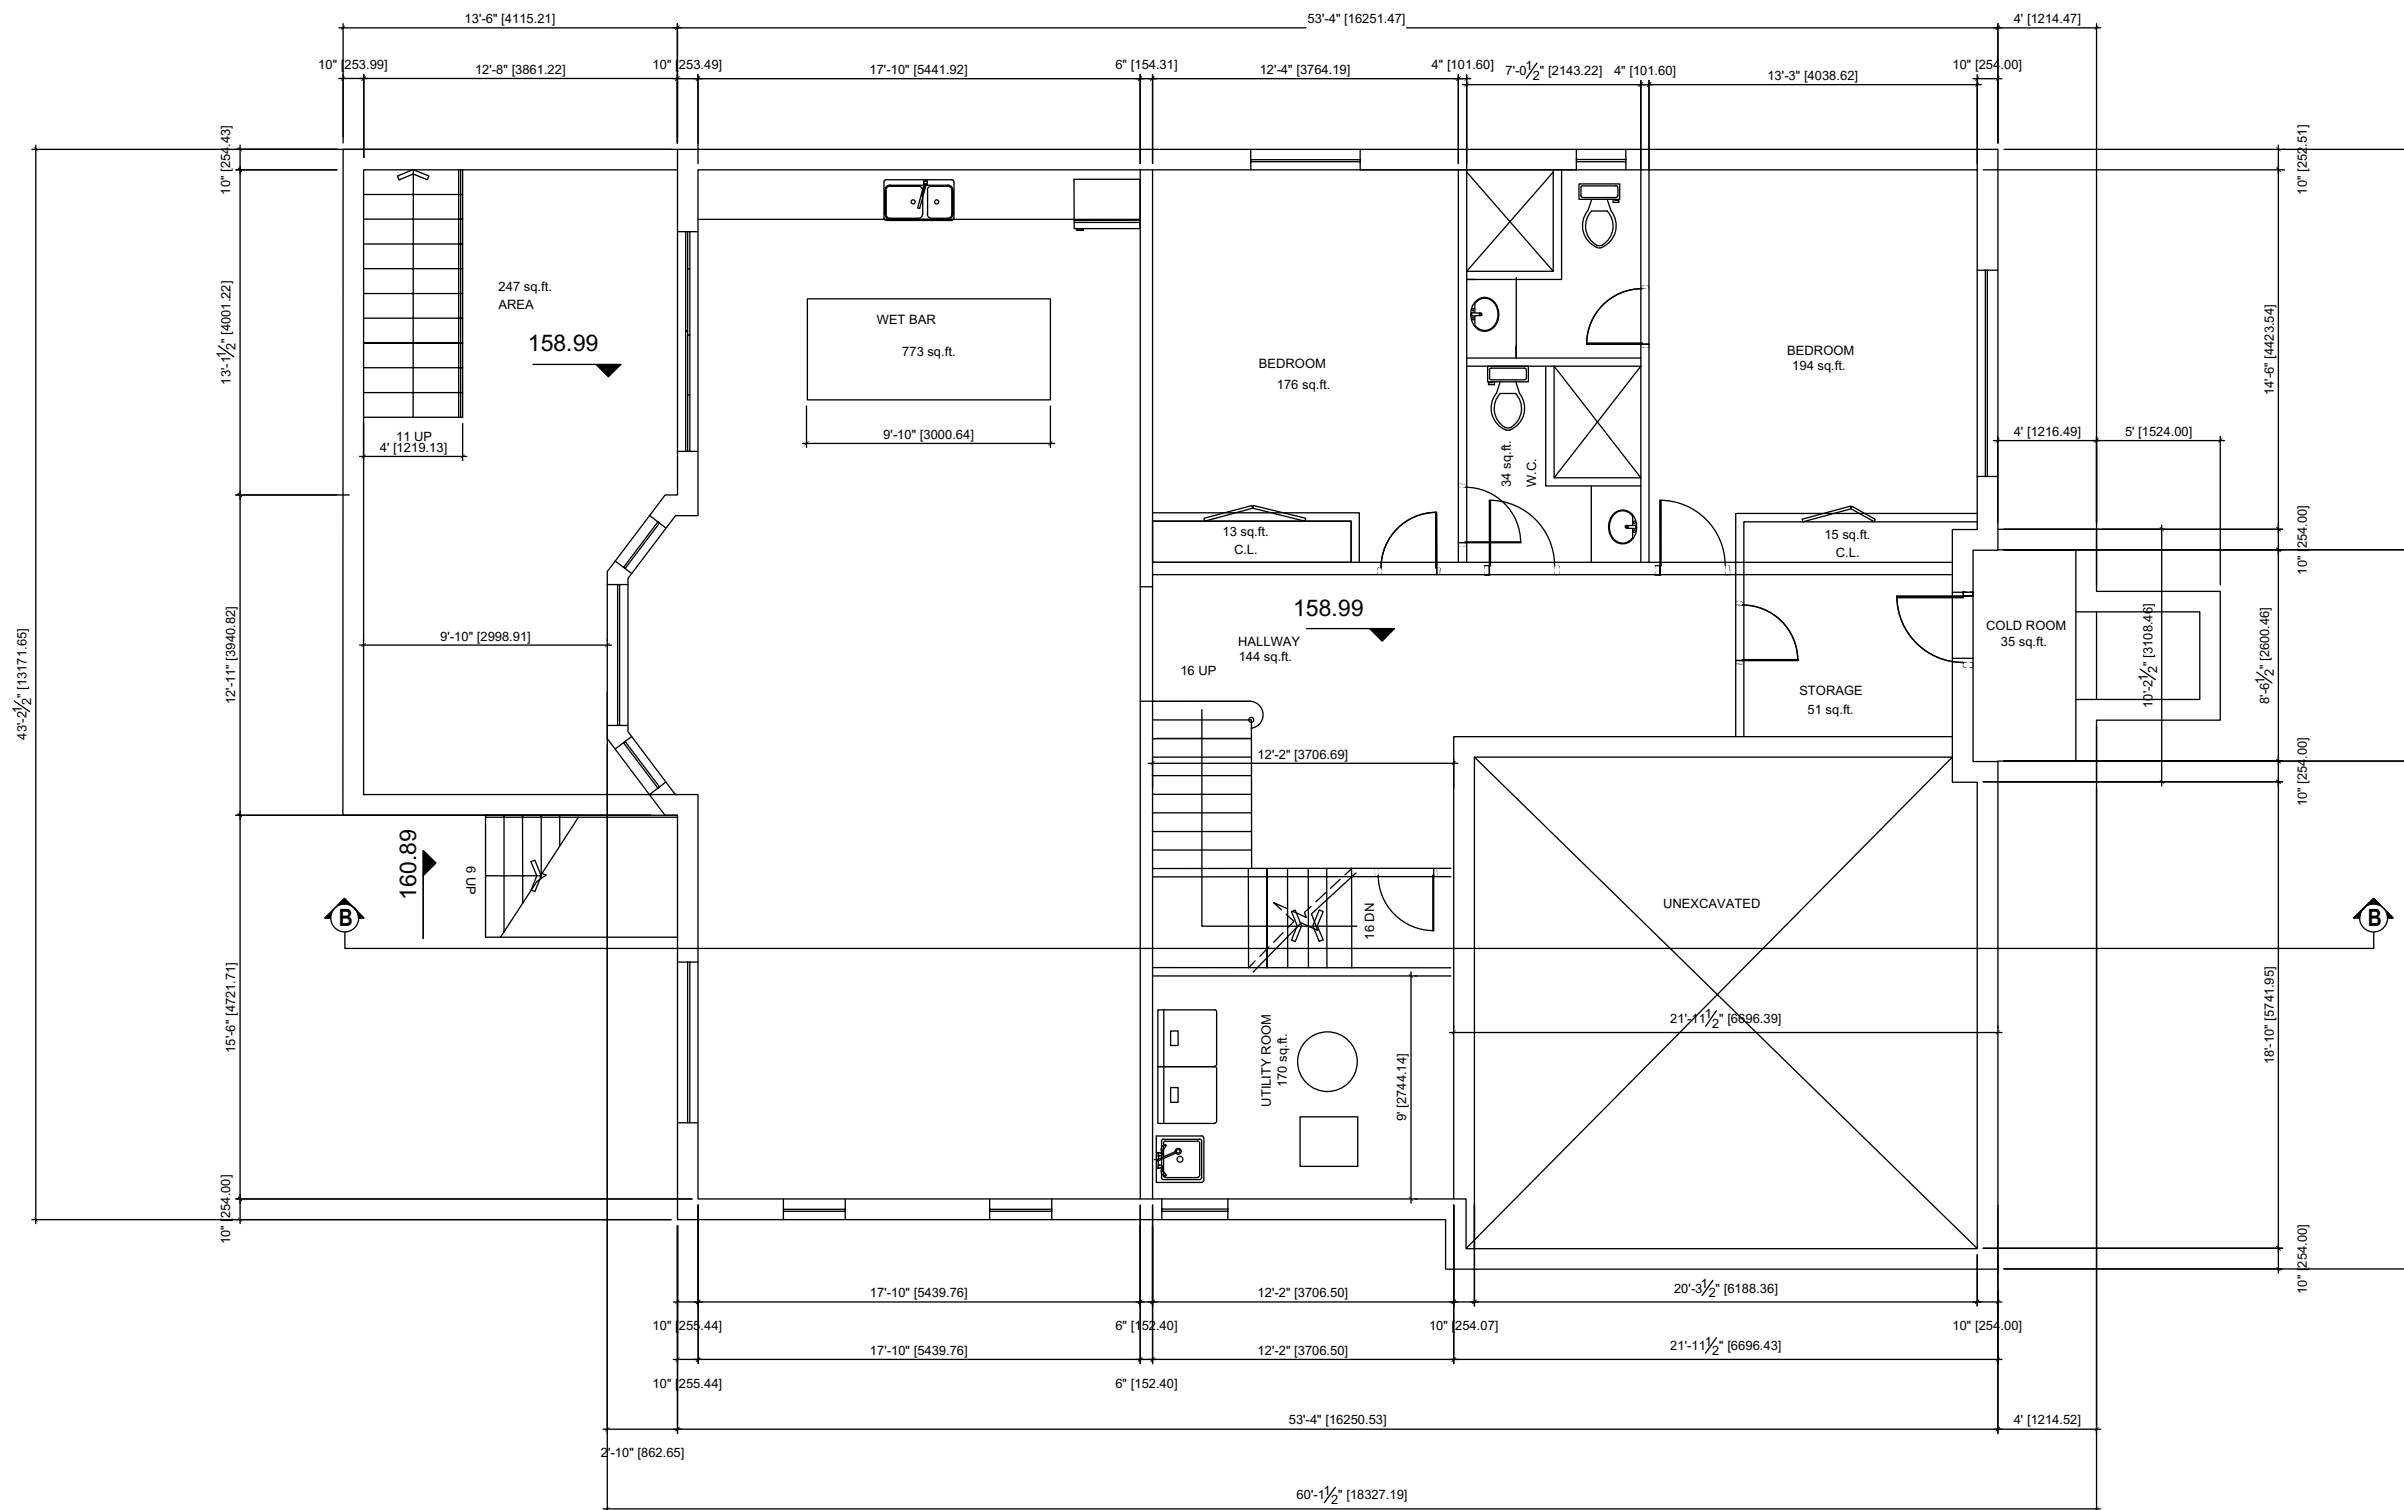 13'-6" [4115.21]
53'-4" [16251.47]
4' [1214.47]
10" [253.99]
12'-8" [3861.22]
10" [253.49]
17'-10" [5441.92]
6" [154.31]
12'-4" [3764.19]
4" [101.60]
7'-0½" [2143.22]
4" [101.60]
13'-3" [4038.62]
10" [254.00]
10" [254.43]
10" [252.51]
13'-1½" [4001.22]
247 sq.ft.
AREA
158.99
WET BAR
773 sq.ft.
9'-10" [3000.64]
BEDROOM
176 sq.ft.
BEDROOM
194 sq.ft.
14'-6" [4423.54]
11 UP
4' [1219.13]
4' [1216.49]
5' [1524.00]
34 sq.ft.
W.C.
13 sq.ft.
C.L.
15 sq.ft.
C.L.
10" [254.00]
43'-2½" [13171.65]
12'-11" [3940.82]
9'-10" [2998.91]
158.99
HALLWAY
144 sq.ft.
16 UP
COLD ROOM
35 sq.ft.
10'-2½" [3108.46]
8'-6½" [2600.46]
STORAGE
51 sq.ft.
12'-2" [3706.69]
10" [254.00]
160.89
6 UP
B
16 DN
UNEXCAVATED
B
15'-6" [4721.71]
UTILITY ROOM
170 sq.ft.
9' [2744.14]
21'-11½" [6696.39]
18'-10" [5741.95]
10" [254.00]
10" [254.00]
17'-10" [5439.76]
12'-2" [3706.50]
20'-3½" [6188.36]
10" [255.44]
6" [152.40]
10" [254.07]
10" [254.00]
17'-10" [5439.76]
12'-2" [3706.50]
21'-11½" [6696.43]
10" [255.44]
6" [152.40]
53'-4" [16250.53]
4' [1214.52]
2'-10" [862.65]
60'-1½" [18327.19]